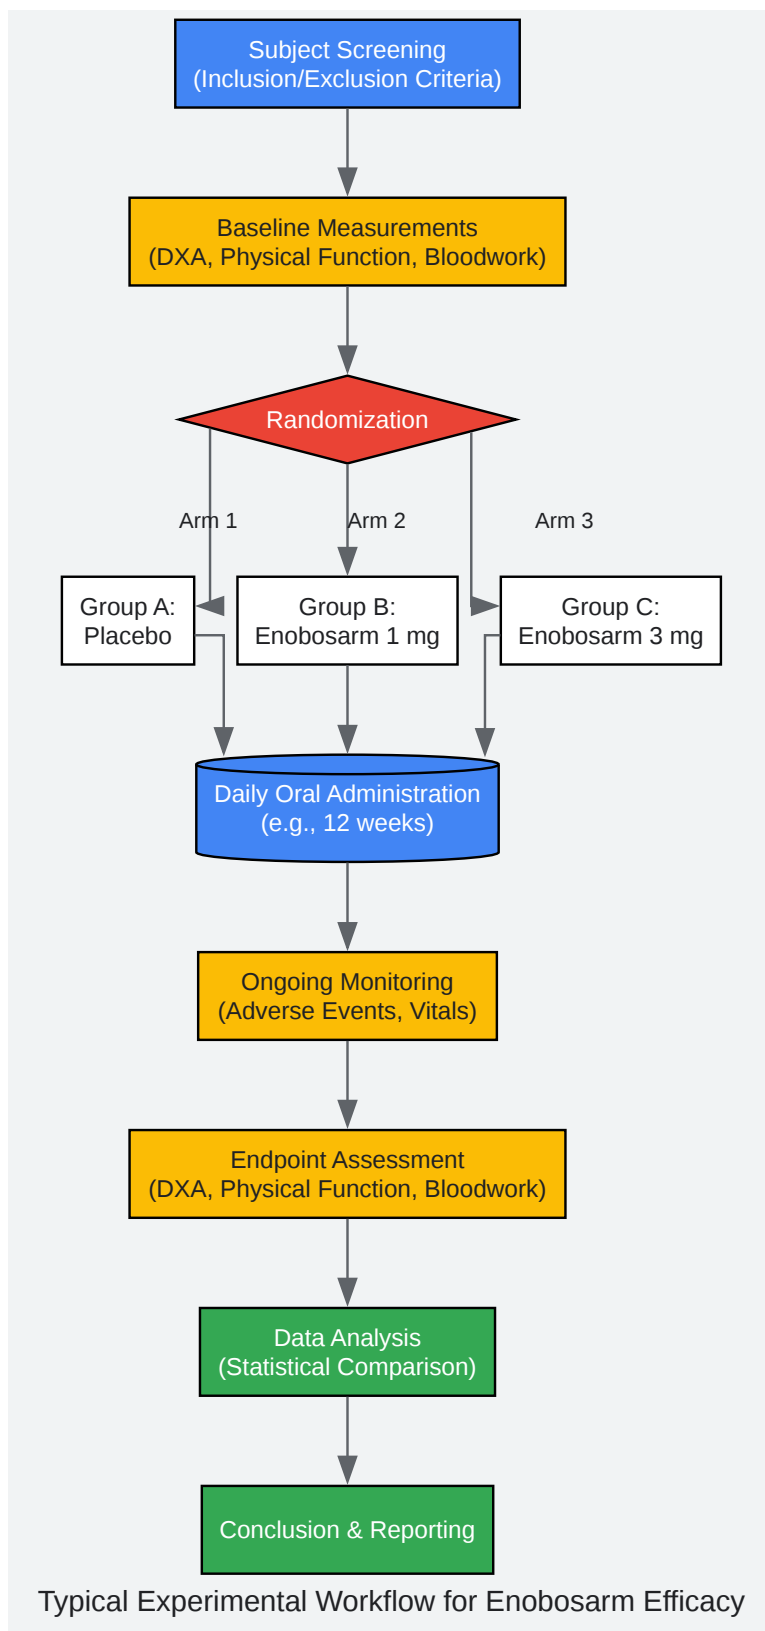 Subject Screening
(Inclusion/Exclusion Criteria)
Baseline Measurements
(DXA, Physical Function, Bloodwork)
Randomization
Arm 1
Arm 2
Arm 3
Group A:
Placebo
Group B:
Enobosarm 1 mg
Group C:
Enobosarm 3 mg
Daily Oral Administration
(e.g., 12 weeks)
Ongoing Monitoring
(Adverse Events, Vitals)
Endpoint Assessment
(DXA, Physical Function, Bloodwork)
Data Analysis
(Statistical Comparison)
Conclusion & Reporting
Typical Experimental Workflow for Enobosarm Efficacy